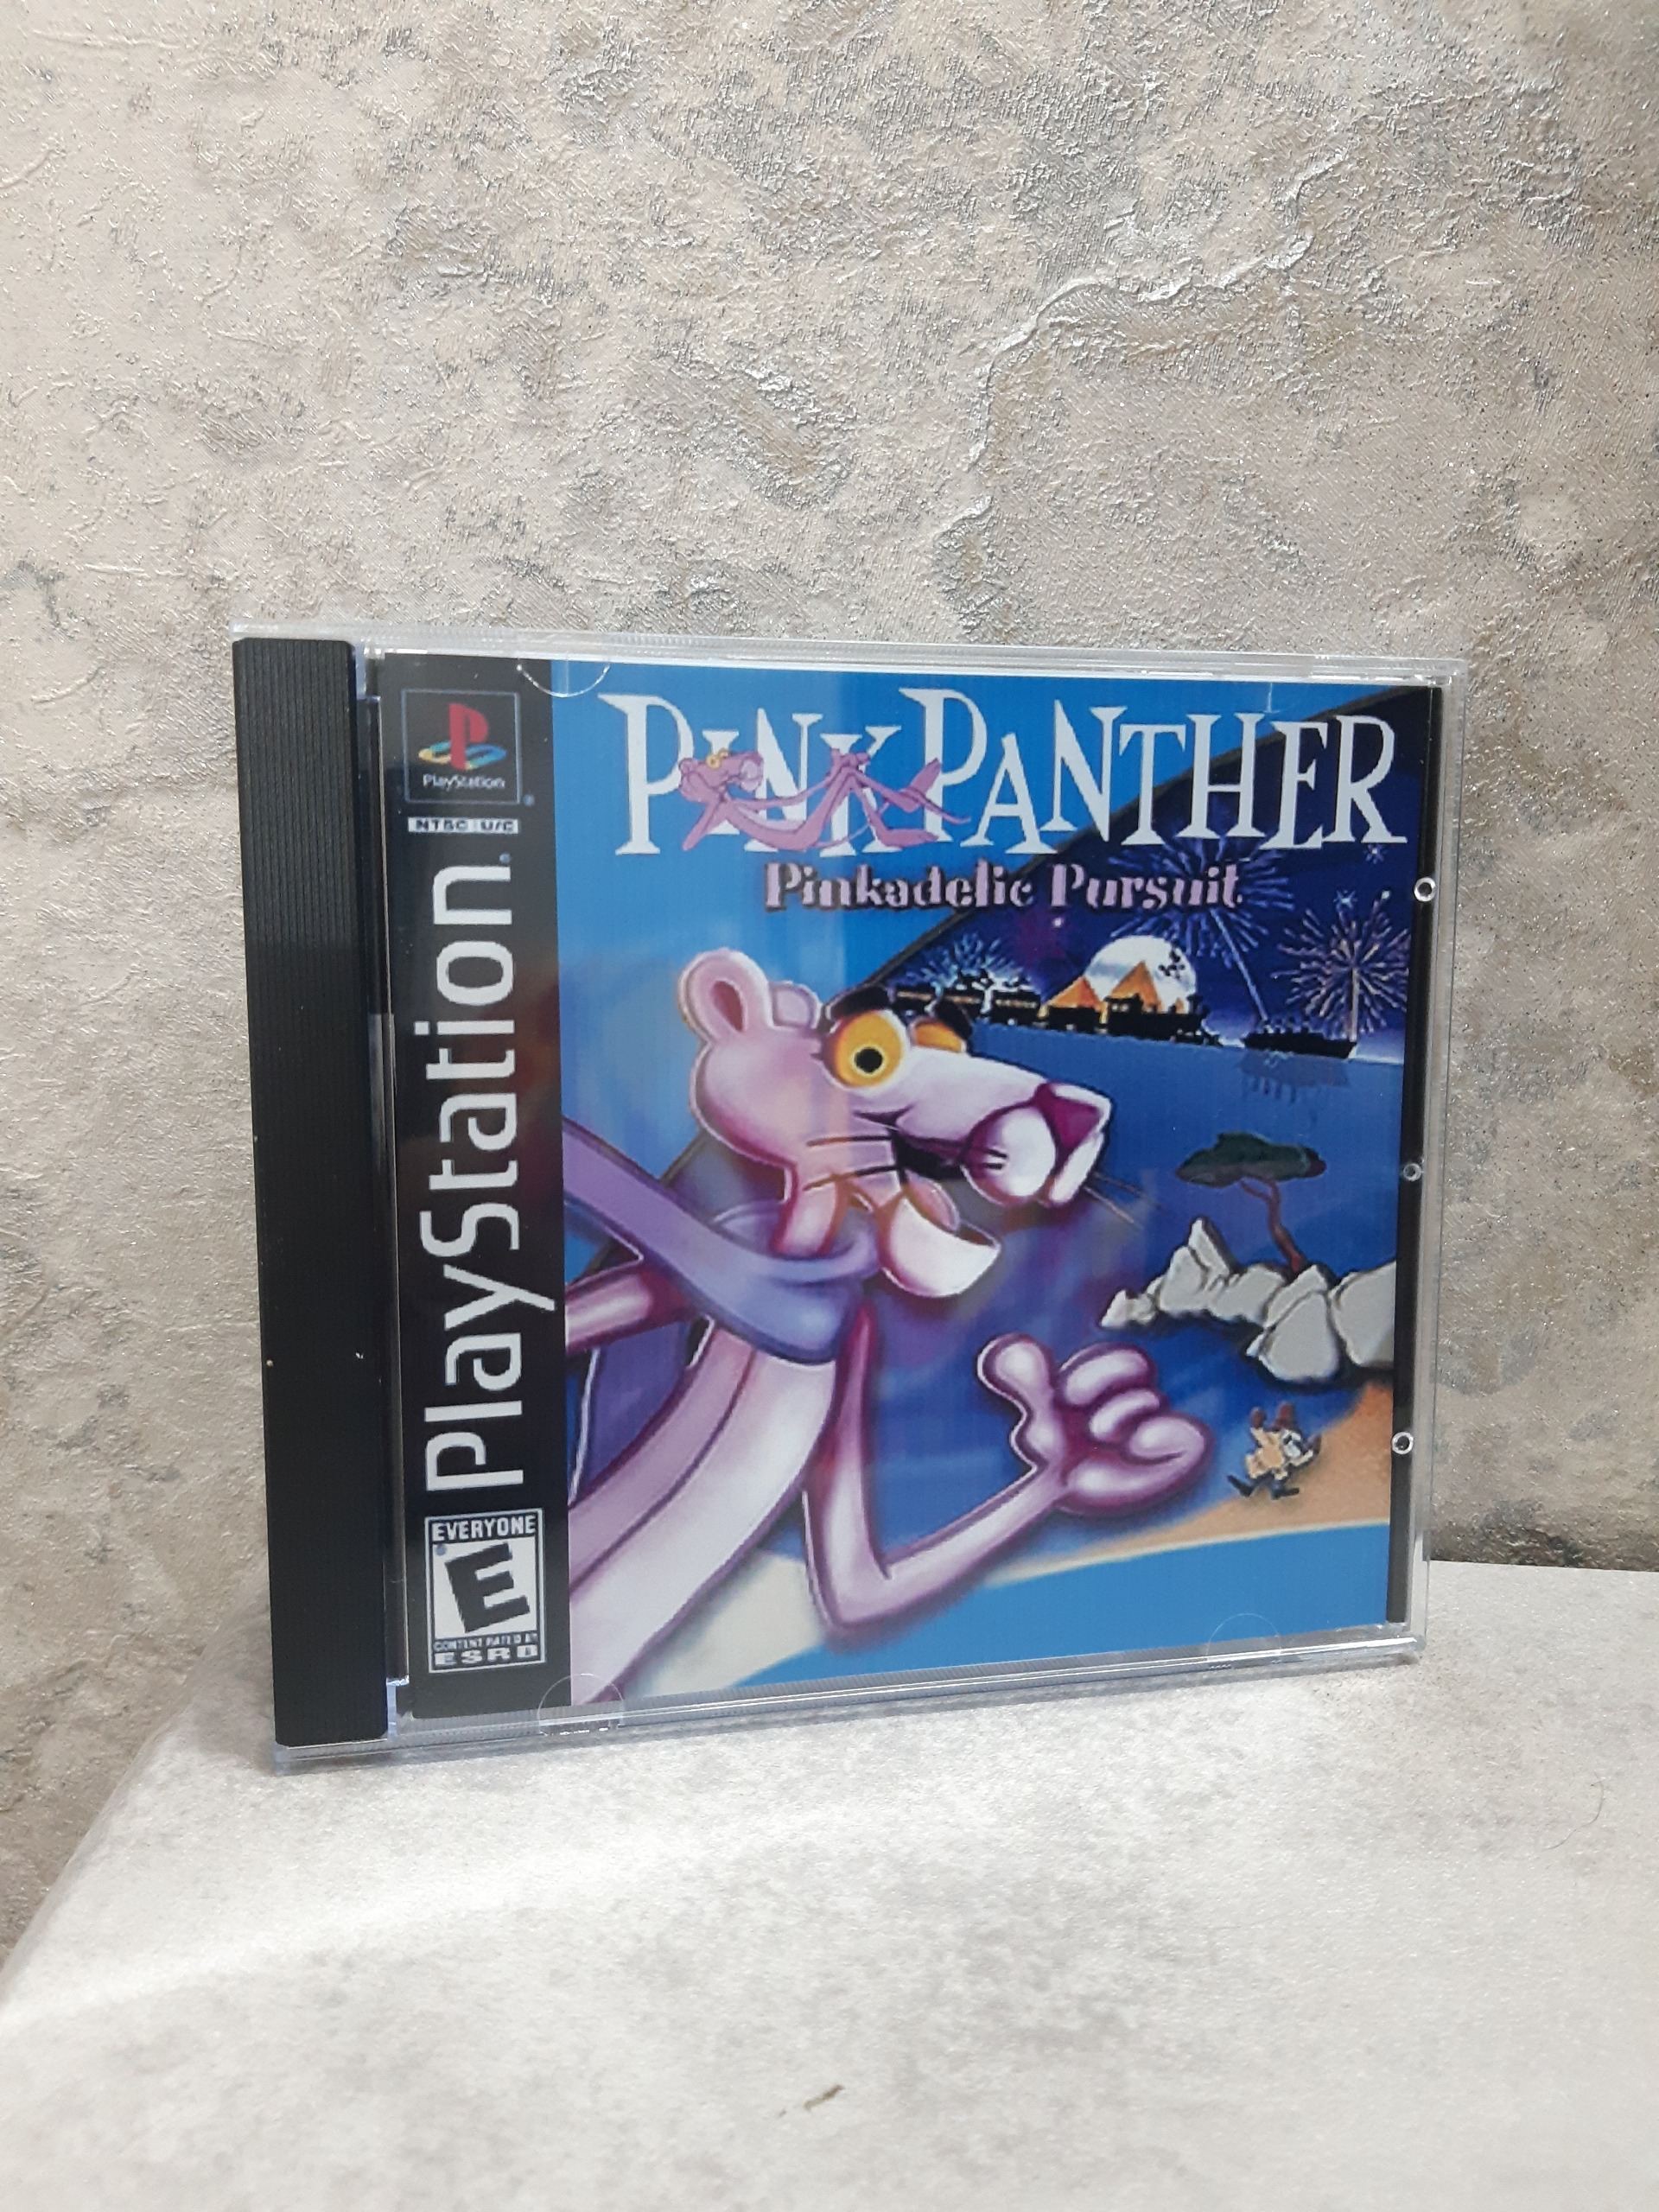 PlayStation
NTSC U/C
PlayStation
EVERYONE
E
CONTENT RATED BY
ESRB
PINK PANTHER
Pinkadelic Pursuit